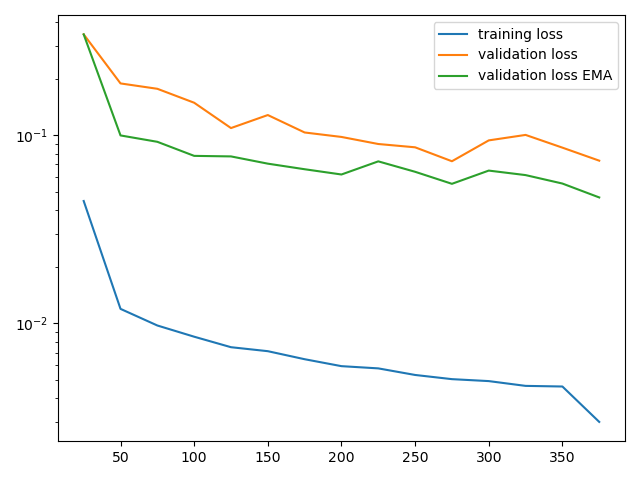 training loss
validation loss
validation loss EMA
10⁻¹
10⁻²
50 100 150 200 250 300 350